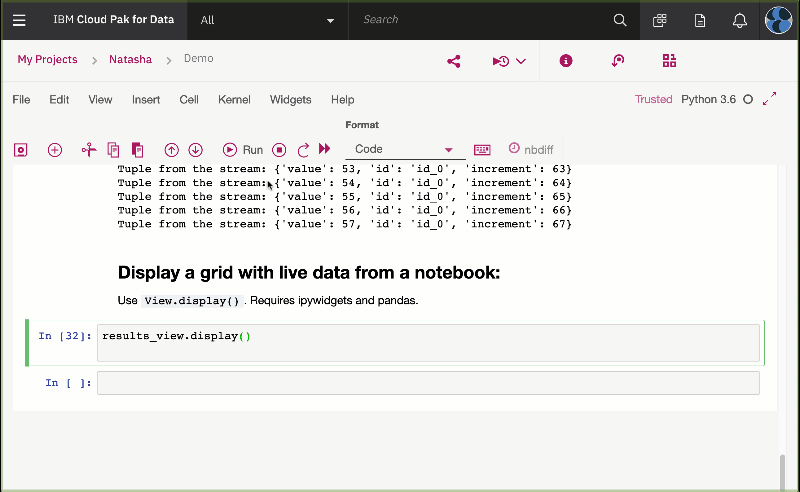 IBM Cloud Pak for Data All Search
My Projects > Natasha > Demo
File Edit View Insert Cell Kernel Widgets Help Trusted Python 3.6
Format
Run Code nbdiff
Tuple from the stream: {'value': 53, 'id': 'id_0', 'increment': 63}
Tuple from the stream: {'value': 54, 'id': 'id_0', 'increment': 64}
Tuple from the stream: {'value': 55, 'id': 'id_0', 'increment': 65}
Tuple from the stream: {'value': 56, 'id': 'id_0', 'increment': 66}
Tuple from the stream: {'value': 57, 'id': 'id_0', 'increment': 67}
Display a grid with live data from a notebook:
Use View.display(). Requires ipywidgets and pandas.
In [32]: results_view.display()
In [ ]: